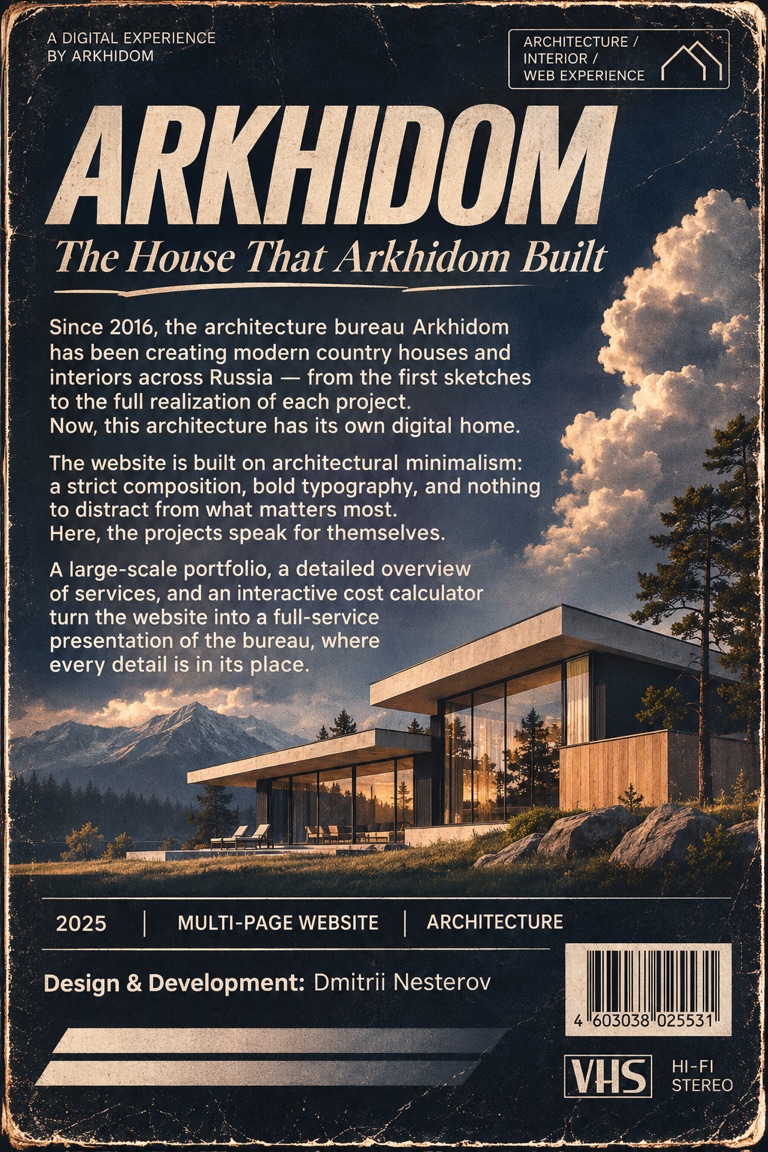 A DIGITAL EXPERIENCE
BY ARKHIDOM
ARCHITECTURE /
INTERIOR /
WEB EXPERIENCE
ARKHIDOM
The House That Arkhidom Built
Since 2016, the architecture bureau Arkhidom
has been creating modern country houses and
interiors across Russia — from the first sketches
to the full realization of each project.
Now, this architecture has its own digital home.
The website is built on architectural minimalism:
a strict composition, bold typography, and nothing
to distract from what matters most.
Here, the projects speak for themselves.
A large-scale portfolio, a detailed overview
of services, and an interactive cost calculator
turn the website into a full-service
presentation of the bureau, where
every detail is in its place.
2025 | MULTI-PAGE WEBSITE | ARCHITECTURE
Design & Development: Dmitrii Nesterov
4 603038 025531
VHS
HI-FI
STEREO